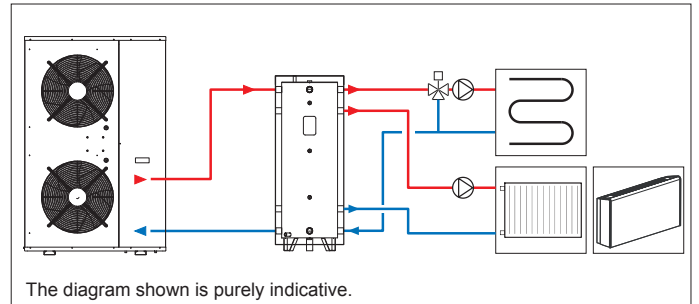 The diagram shown is purely indicative.